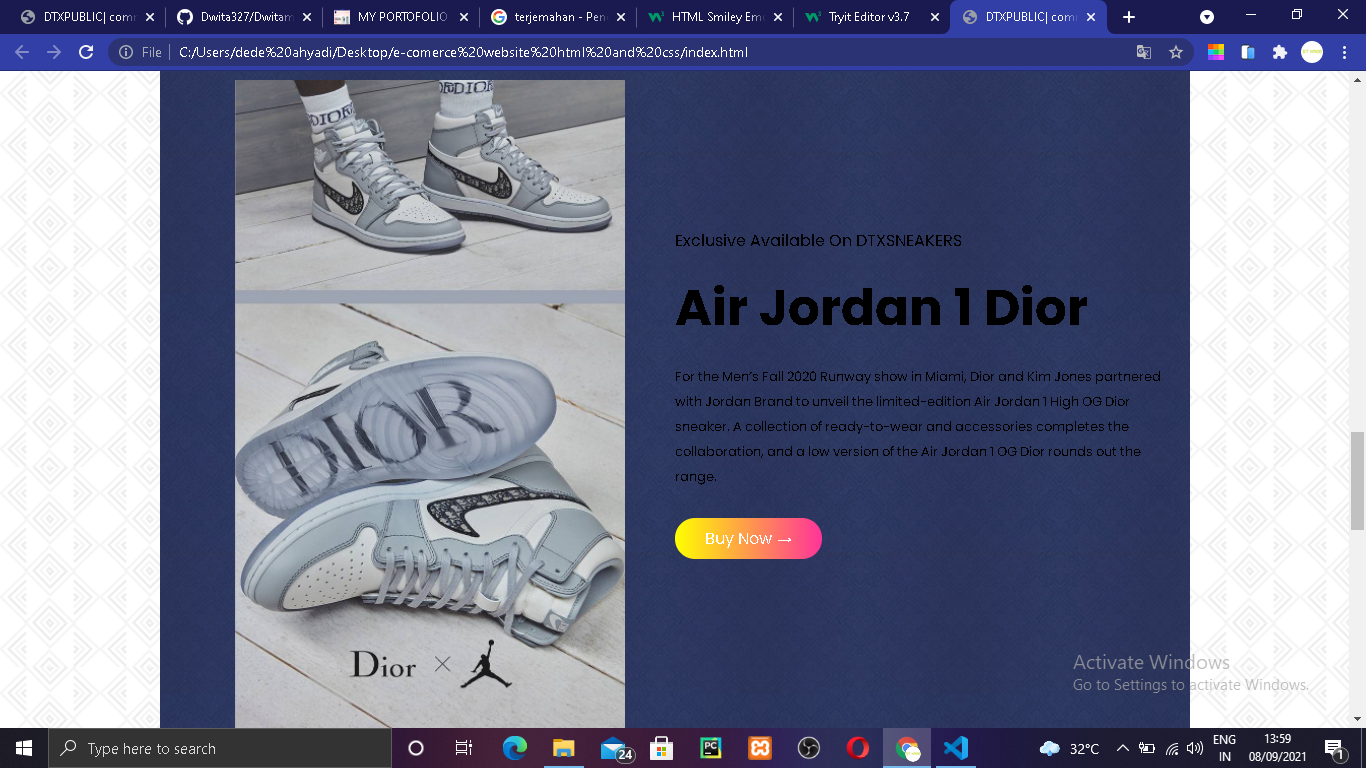 DTXPUBLIC| com
Dwita327/Dwitam
MY PORTOFOLIO
terjemahan - Pen
HTML Smiley Em
Tryit Editor v3.7
DTXPUBLIC| com
File
C:/Users/dede%20ahyadi/Desktop/e-comerce%20website%20html%20and%20css/index.html
DIOR
DIOR
DIOR
Dior
Exclusive Available On DTXSNEAKERS
Air Jordan 1 Dior
For the Men's Fall 2020 Runway show in Miami, Dior and Kim Jones partnered
with Jordan Brand to unveil the limited-edition Air Jordan 1 High OG Dior
sneaker. A collection of ready-to-wear and accessories completes the
collaboration, and a low version of the Air Jordan 1 OG Dior rounds out the
range.
Buy Now →
Activate Windows
Go to Settings to activate Windows.
Type here to search
24
PC
32°C
ENG
IN
13:59
08/09/2021
1